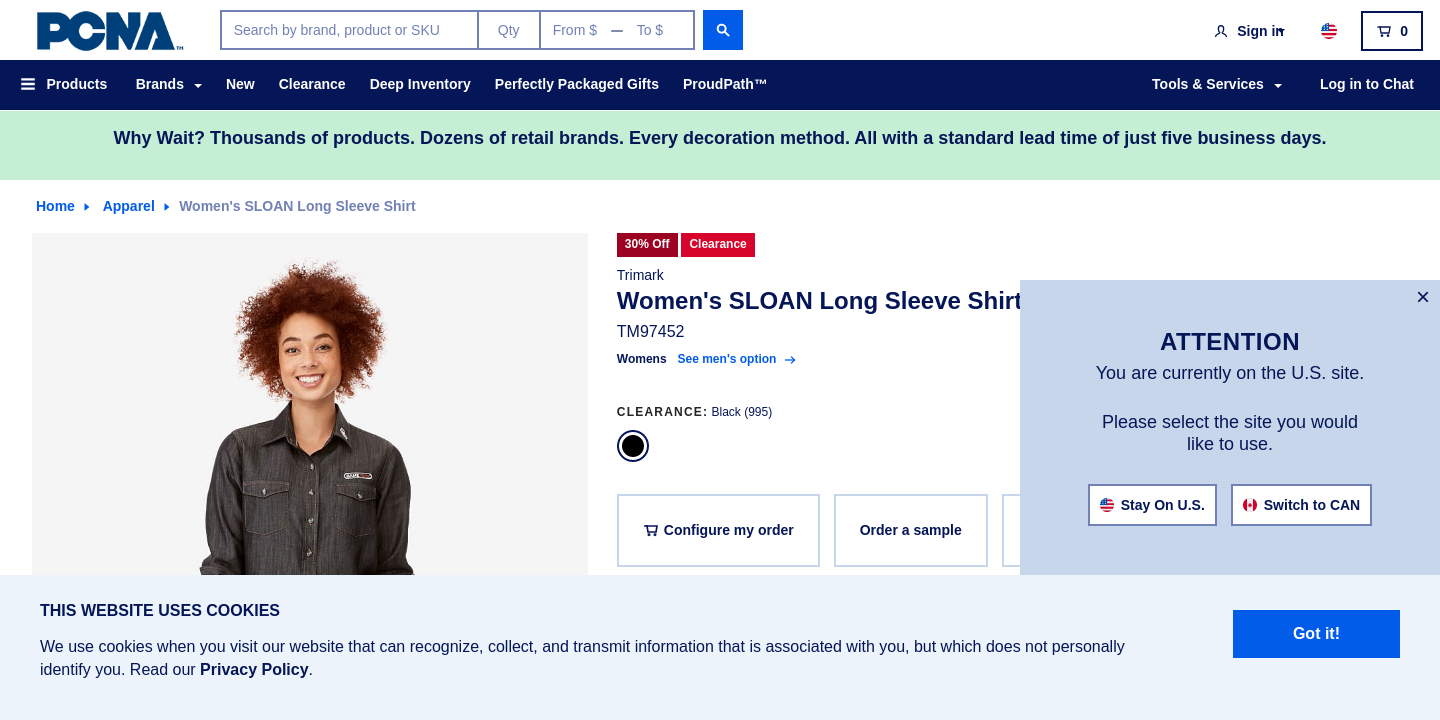 PCNA™
Search by brand, product or SKU
Qty
From $ — To $
Sign in
0
Products
Brands
New
Clearance
Deep Inventory
Perfectly Packaged Gifts
ProudPath™
Tools & Services
Log in to Chat
Why Wait? Thousands of products. Dozens of retail brands. Every decoration method. All with a standard lead time of just five business days.
Home
Apparel
Women's SLOAN Long Sleeve Shirt
30% Off
Clearance
Trimark
Women's SLOAN Long Sleeve Shirt
TM97452
Womens
See men's option
CLEARANCE: Black (995)
Configure my order
Order a sample
×
ATTENTION
You are currently on the U.S. site.
Please select the site you would
like to use.
Stay On U.S.
Switch to CAN
THIS WEBSITE USES COOKIES
We use cookies when you visit our website that can recognize, collect, and transmit information that is associated with you, but which does not personally
identify you. Read our Privacy Policy.
Got it!